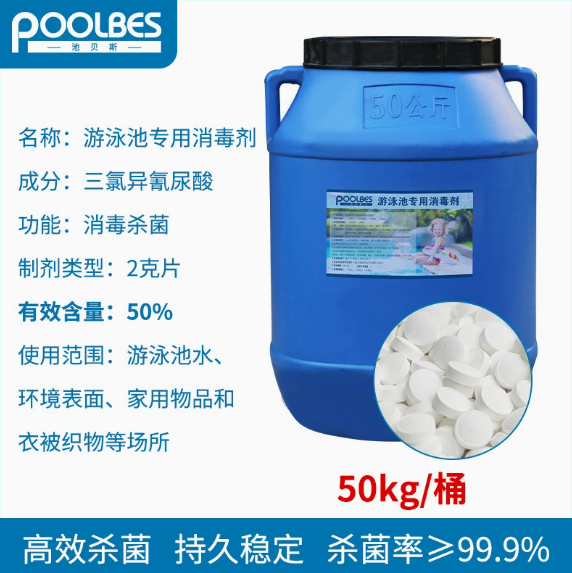 POOLBES
池贝斯
50公斤
名称：游泳池专用消毒剂
成分：三氯异氰尿酸
功能：消毒杀菌
制剂类型：2克片
有效含量：50%
使用范围：游泳池水、
环境表面、家用物品和
衣被织物等场所
POOLBES 游泳池专用消毒剂
50kg/桶
高效杀菌 持久稳定 杀菌率≥99.9%